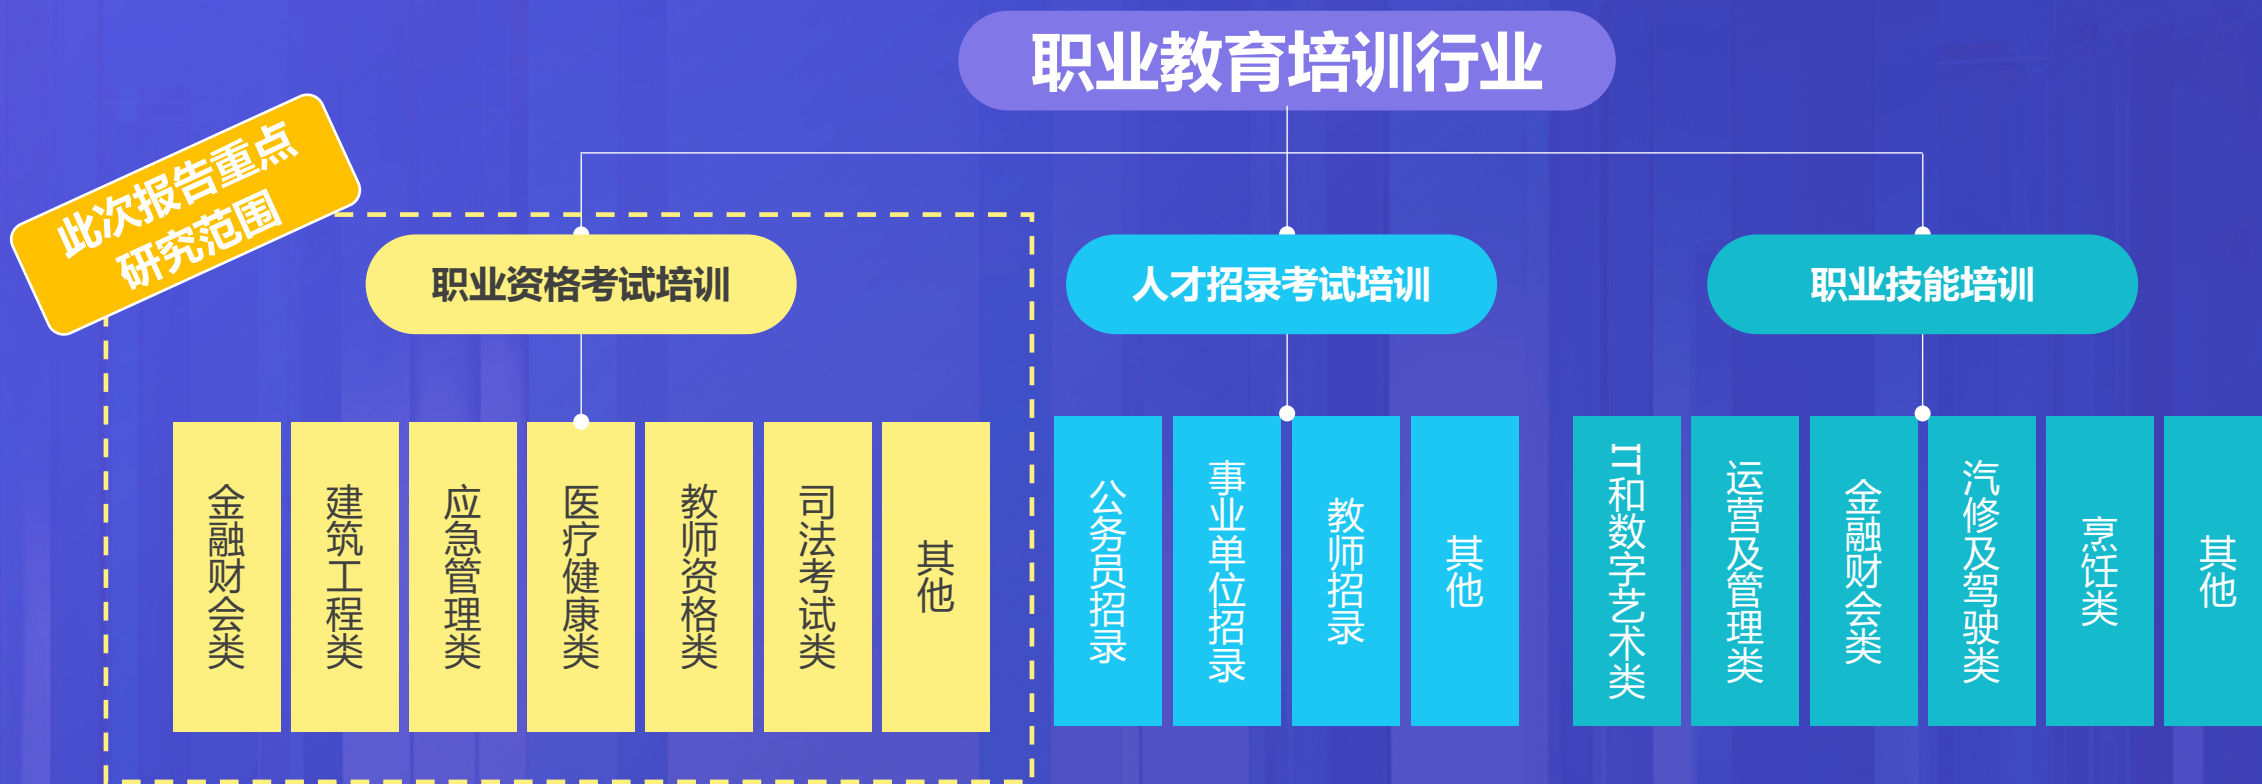 职业教育培训行业
此次报告重点
研究范围
职业资格考试培训
人才招录考试培训
职业技能培训
金融财会类
建筑工程类
应急管理类
医疗健康类
教师资格类
司法考试类
其他
公务员招录
事业单位招录
教师招录
其他
IT和数字艺术类
运营及管理类
金融财会类
汽修及驾驶类
烹饪类
其他